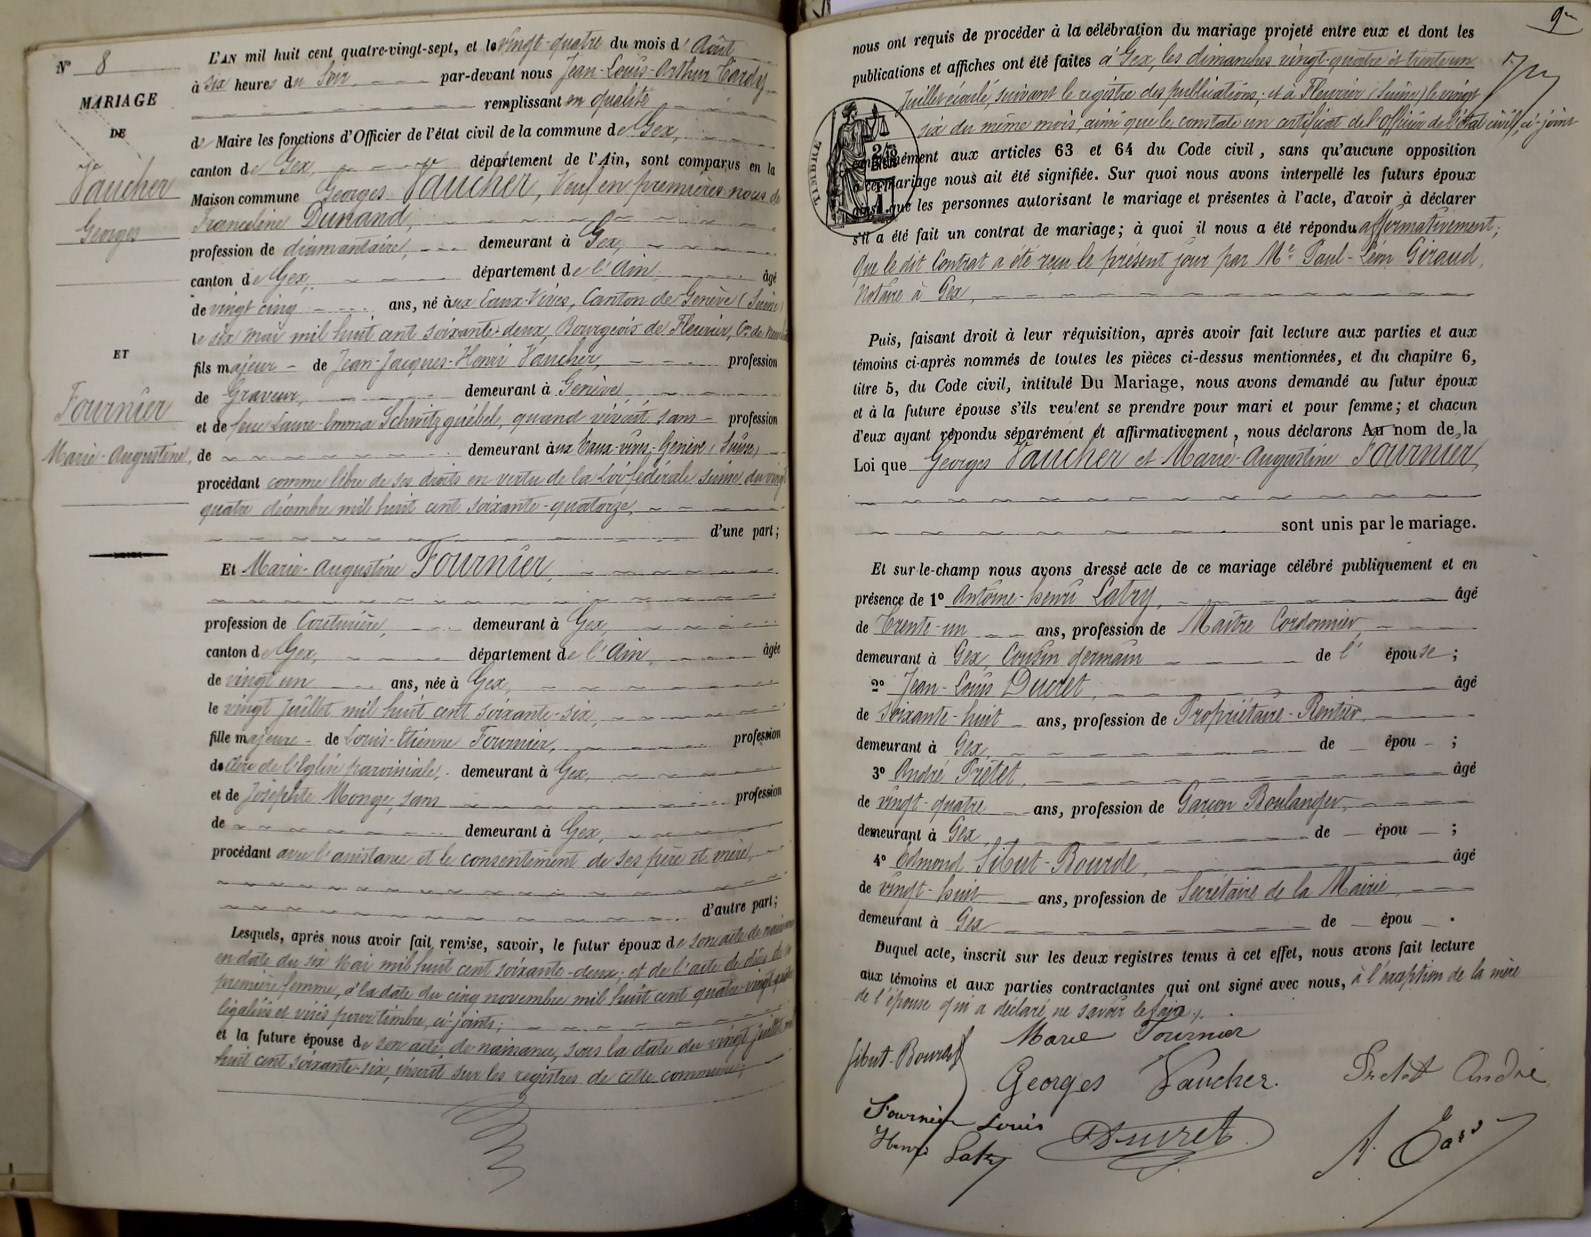 N° 8
MARIAGE
DE
Vaucher
Georges
ET
Fournier
Marie-Augustine
L'AN mil huit cent quatre-vingt-sept, et le vingt-quatre du mois d'Août
à six heures du Soir par-devant nous Jean-Louis-Arthur Tardy
remplissant en qualité
de Maire les fonctions d'Officier de l'état civil de la commune de Gex,
canton de Gex, département de l'Ain, sont comparus en la
Maison commune Georges Vaucher, Veuf en premières noces de
Francoline Dunand,
profession de diamantaire, demeurant à Gex,
canton de Gex, département de l'Ain, âgé
de vingt cinq ans, né aux Eaux-Vives, Canton de Genève (Suisse)
le six mai mil huit cent soixante-deux, Bourgeois de Fleurier, Con de
fils majeur de Jean-Jacques-Henri Vaucher, profession
de Graveur, demeurant à Genève
et de feue Laure-Emma Schwitzguébel, quand vivait sans profession
de demeurant aux Eaux-vives, Genève (Suisse)
procédant comme libre de ses droits en vertu de la Loi fédérale suisse du vingt
quatre décembre mil huit cent soixante-quatorze,
d'une part;
Et Marie-Augustine Fournier,
profession de Couturière, demeurant à Gex,
canton de Gex, département de l'Ain, âgée
de vingt un ans, née à Gex,
le vingt Juillet mil huit cent soixante-six,
fille majeure de Louis-Etienne Fournier, profession
de Clerc de l'Eglise paroissiale, demeurant à Gex,
et de Josephte Monge, sans profession
de demeurant à Gex,
procédant avec l'assistance et le consentement de ses père et mère,
d'autre part;
Lesquels, après nous avoir fait remise, savoir, le futur époux de son acte de naissance
en date du six Mai mil huit cent soixante-deux; et de l'acte de décès de sa
première femme, à la date du cinq novembre mil huit cent quatre-vingt
légalisés et visés pour timbre, ci-joints;
et la future épouse de son acte de naissance, sous la date du vingt Juillet mil
huit cent soixante-six, inscrit sur les registres de cette commune;
9
nous ont requis de procéder à la célébration du mariage projeté entre eux et dont les
publications et affiches ont été faites à Gex, les dimanches vingt-quatre et trente un
Juillet écoulé, suivant le registre des publications, et à Fleurier (Suisse) le vingt
six du même mois, ainsi que le constate un certificat de l'Officier de l'état civil, ci-joint
conformément aux articles 63 et 64 du Code civil, sans qu'aucune opposition
à ce mariage nous ait été signifiée. Sur quoi nous avons interpellé les futurs époux
ainsi que les personnes autorisant le mariage et présentes à l'acte, d'avoir à déclarer
s'il a été fait un contrat de mariage; à quoi il nous a été répondu affirmativement,
Que le dit Contrat a été reçu le présent jour par Me Paul-Léon Giraud,
Notaire à Gex,
TIMBRE
Puis, faisant droit à leur réquisition, après avoir fait lecture aux parties et aux
témoins ci-après nommés de toutes les pièces ci-dessus mentionnées, et du chapitre 6,
titre 5, du Code civil, intitulé Du Mariage, nous avons demandé au futur époux
et à la future épouse s'ils veulent se prendre pour mari et pour femme; et chacun
d'eux ayant répondu séparément et affirmativement, nous déclarons Au nom de la
Loi que Georges Vaucher et Marie-Augustine Fournier,
sont unis par le mariage.
Et sur-le-champ nous avons dressé acte de ce mariage célébré publiquement et en
présence de 1° Antoine-Henri Latry, âgé
de Trente-un ans, profession de Maître Cordonnier,
demeurant à Gex, Cousin germain de l'épouse;
2° Jean-Louis Ducret, âgé
de Soixante-huit ans, profession de Propriétaire-Rentier,
demeurant à Gex, de épou ;
3° André Prêtet, âgé
de vingt-quatre ans, profession de Garçon Boulanger,
demeurant à Gex, de épou ;
4° Edmond Sibut-Bourde, âgé
de vingt-huit ans, profession de Secrétaire de la Mairie,
demeurant à Gex de épou .
Duquel acte, inscrit sur les deux registres tenus à cet effet, nous avons fait lecture
aux témoins et aux parties contractantes qui ont signé avec nous, à l'exception de la mère
de l'épouse qui a déclaré ne savoir le faire.
Marie Fournier
Sibut-Bourde
Georges Vaucher.
Pretet André
Fournier Louis
Henri Latry
Ducret